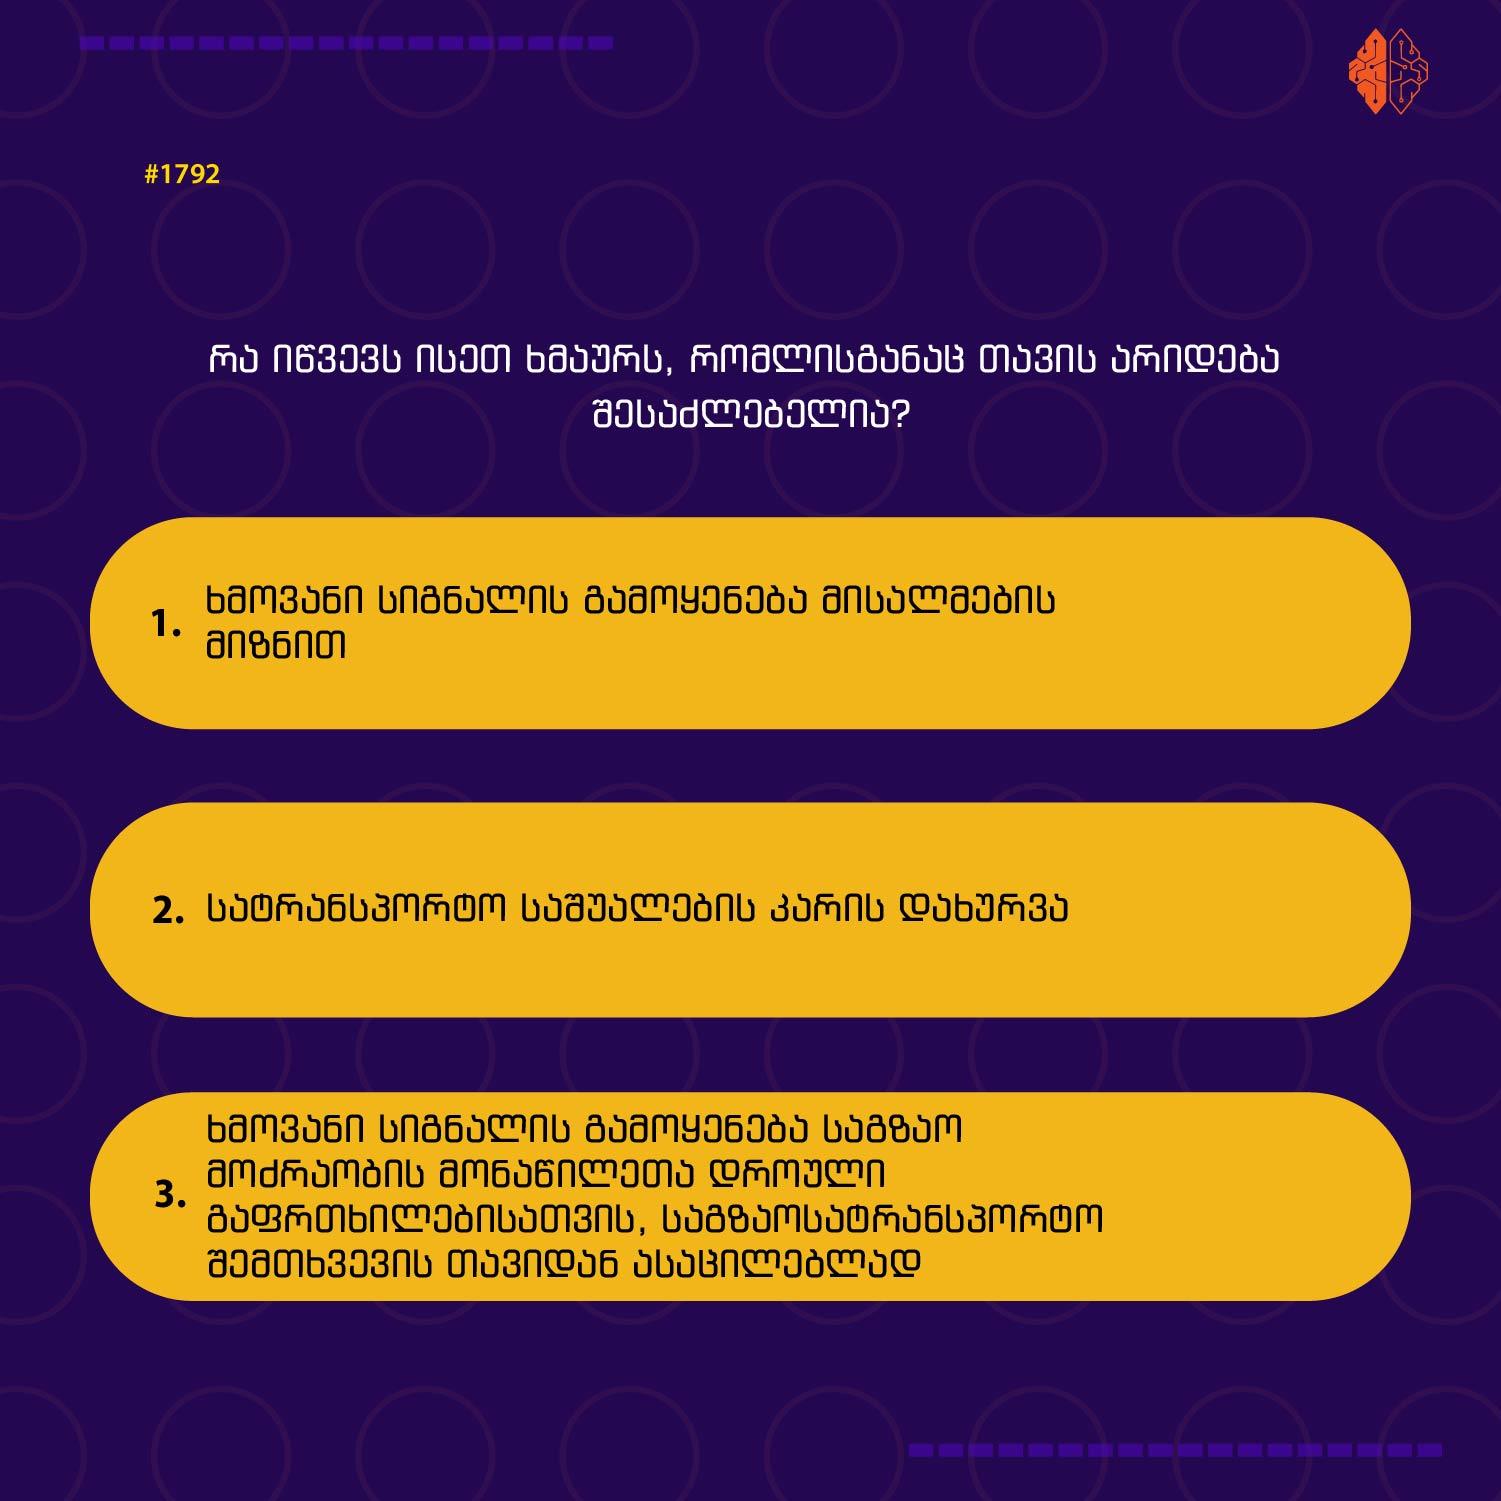 #1792
რა იწვევს ისეთ ხმაურს, რომლისგანაც თავის არიდება
შესაძლებელია?
1. ხმოვანი სიგნალის გამოყენება მისალმების
მიზნით
2. სატრანსპორტო საშუალების კარის დახურვა
3. ხმოვანი სიგნალის გამოყენება საგზაო
მოძრაობის მონაწილეთა დროული
გაფრთხილებისათვის, საგზაოსატრანსპორტო
შემთხვევის თავიდან ასაცილებლად